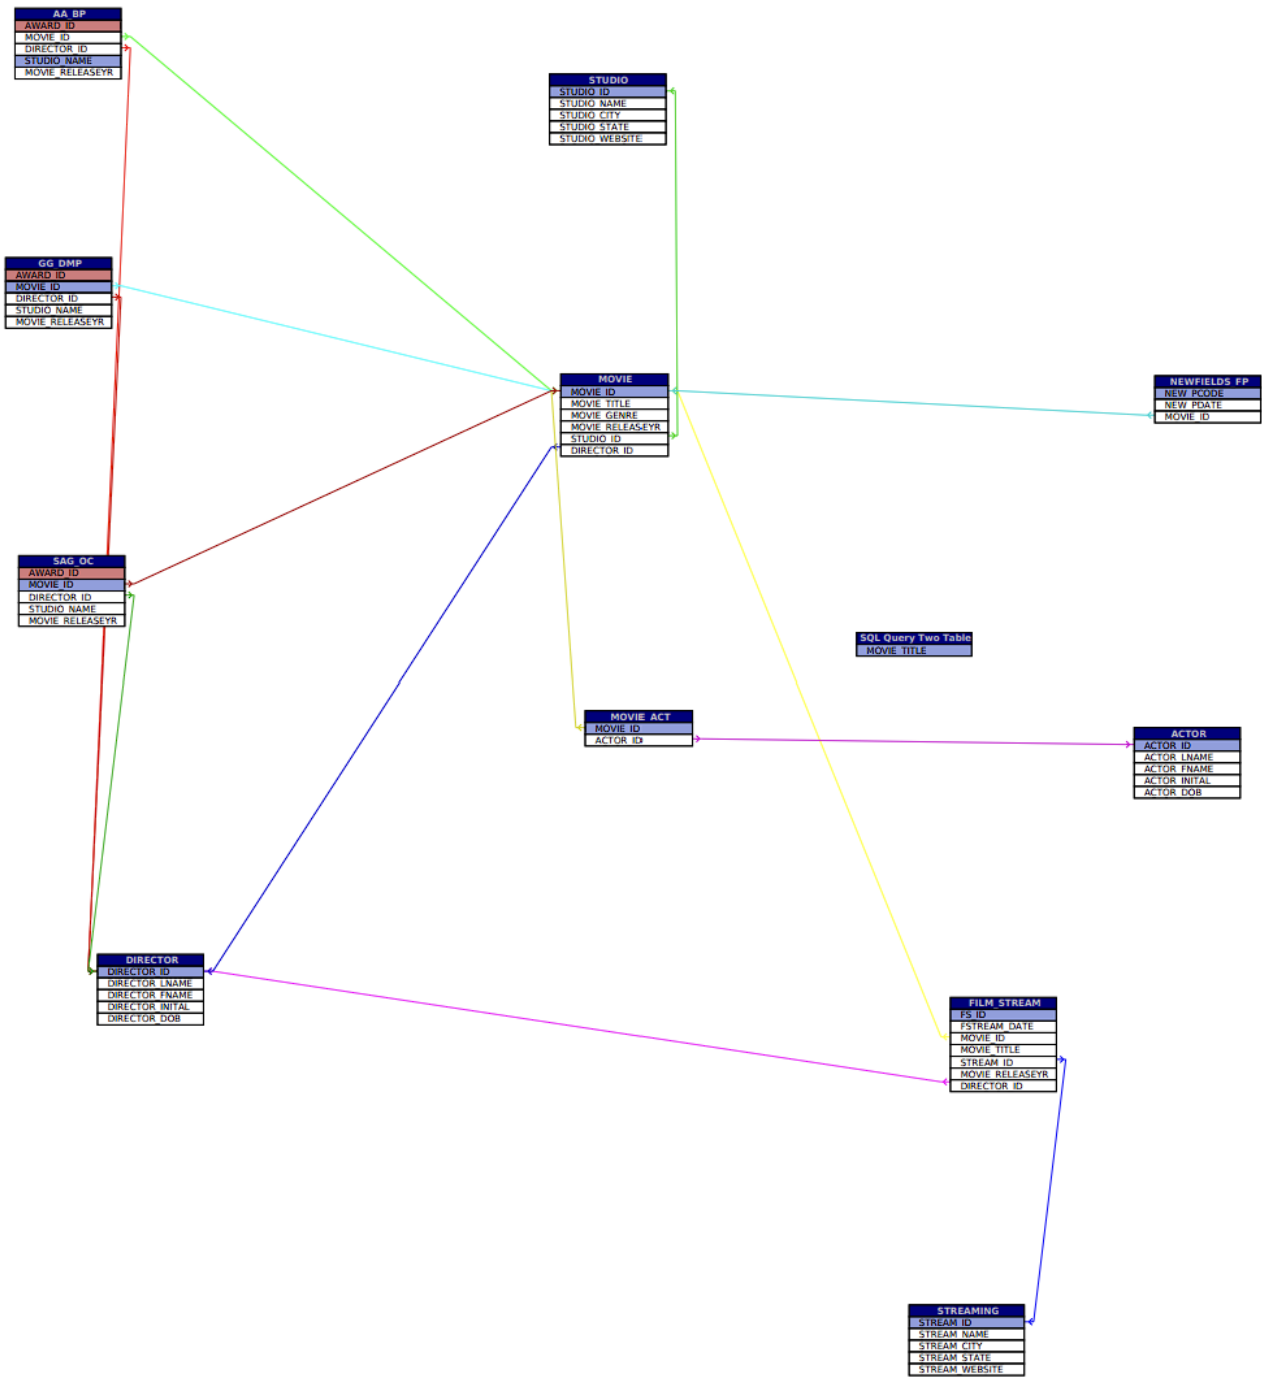 AA_BP
AWARD_ID
MOVIE_ID
DIRECTOR_ID
STUDIO_NAME
MOVIE_RELEASEYR
STUDIO
STUDIO_ID
STUDIO_NAME
STUDIO_CITY
STUDIO_STATE
STUDIO_WEBSITE
GG_DMP
AWARD_ID
MOVIE_ID
DIRECTOR_ID
STUDIO_NAME
MOVIE_RELEASEYR
MOVIE
MOVIE_ID
MOVIE_TITLE
MOVIE_GENRE
MOVIE_RELEASEYR
STUDIO_ID
DIRECTOR_ID
NEWFIELDS_FP
NEW_PCODE
NEW_PDATE
MOVIE_ID
SAG_OC
AWARD_ID
MOVIE_ID
DIRECTOR_ID
STUDIO_NAME
MOVIE_RELEASEYR
SQL Query Two Table
MOVIE_TITLE
MOVIE_ACT
MOVIE_ID
ACTOR_ID
ACTOR
ACTOR_ID
ACTOR_LNAME
ACTOR_FNAME
ACTOR_INITAL
ACTOR_DOB
DIRECTOR
DIRECTOR_ID
DIRECTOR_LNAME
DIRECTOR_FNAME
DIRECTOR_INITAL
DIRECTOR_DOB
FILM_STREAM
FS_ID
FSTREAM_DATE
MOVIE_ID
MOVIE_TITLE
STREAM_ID
MOVIE_RELEASEYR
DIRECTOR_ID
STREAMING
STREAM_ID
STREAM_NAME
STREAM_CITY
STREAM_STATE
STREAM_WEBSITE